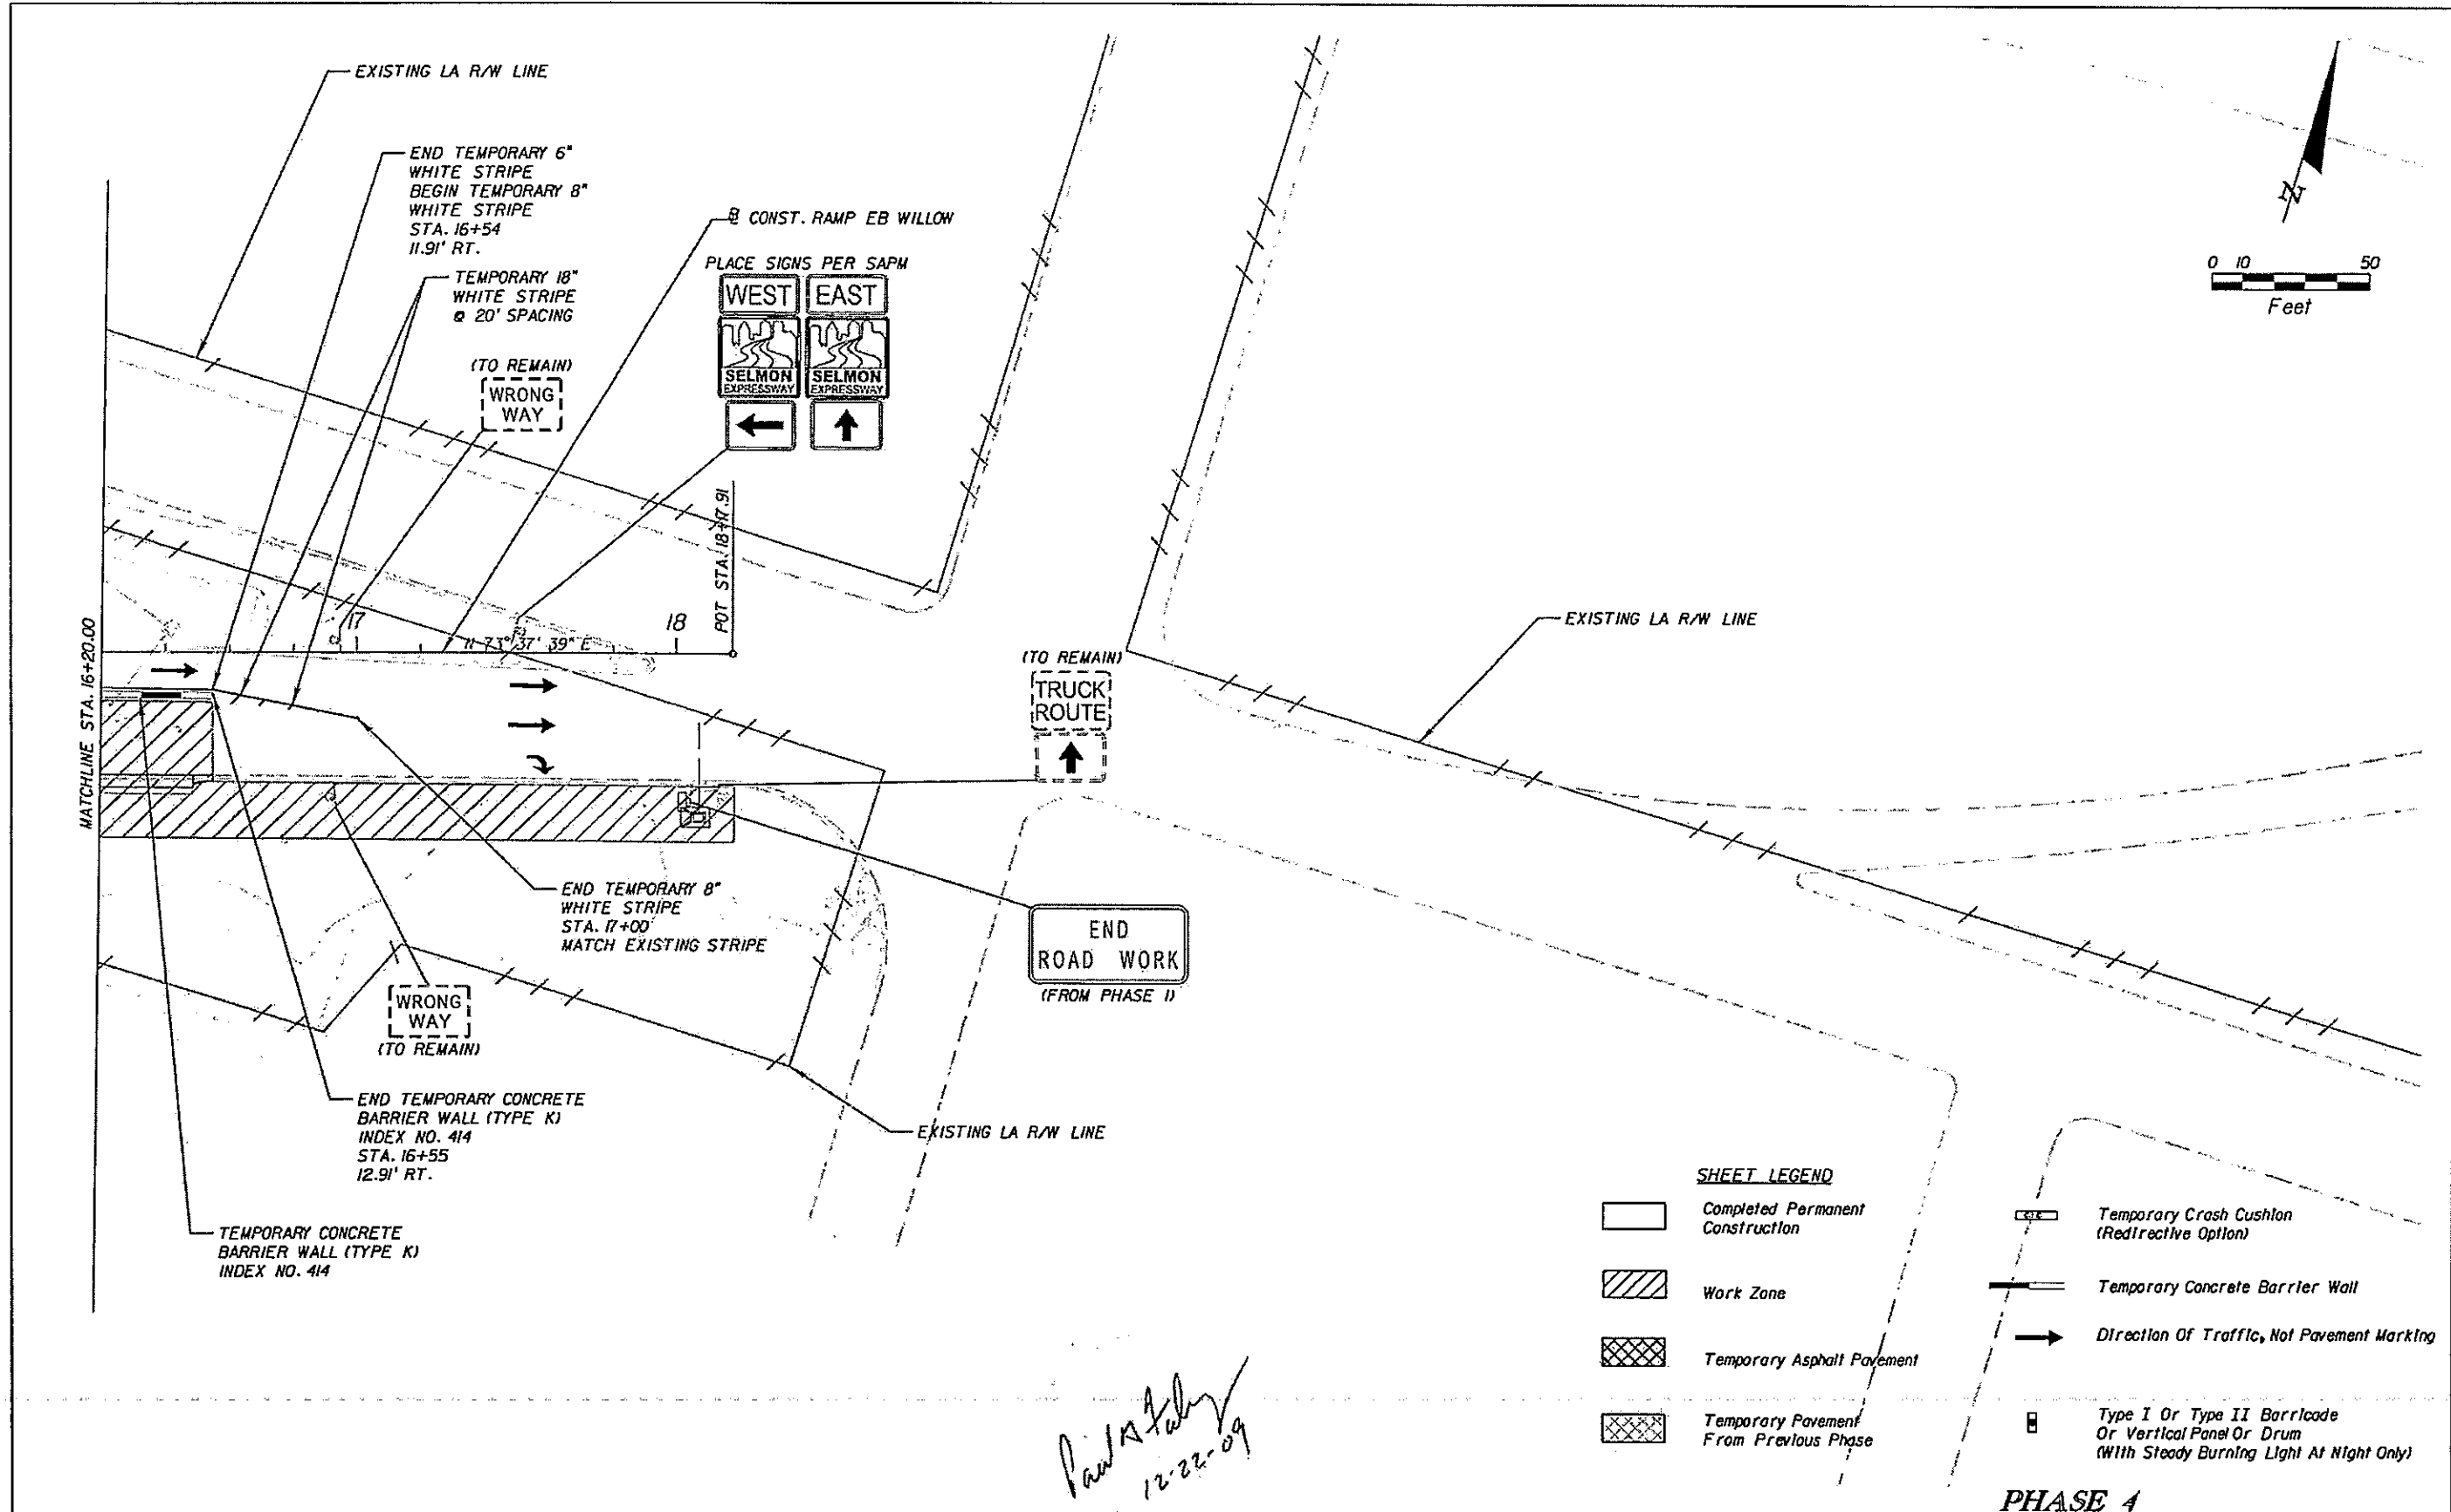 EXISTING LA R/W LINE
END TEMPORARY 6"
WHITE STRIPE
BEGIN TEMPORARY 8"
WHITE STRIPE
STA. 16+54
11.91' RT.
TEMPORARY 18"
WHITE STRIPE
@ 20' SPACING
(TO REMAIN)
WRONG
WAY
CONST. RAMP EB WILLOW
PLACE SIGNS PER SAPM
WEST EAST
SELMON SELMON
EXPRESSWAY EXPRESSWAY
N
0 10 50
Feet
POT STA. 18+17.91
17
18
N 73° 37' 39" E
MATCHLINE STA. 16+20.00
(TO REMAIN)
TRUCK
ROUTE
EXISTING LA R/W LINE
END TEMPORARY 8"
WHITE STRIPE
STA. 17+00
MATCH EXISTING STRIPE
END
ROAD WORK
(FROM PHASE I)
WRONG
WAY
(TO REMAIN)
END TEMPORARY CONCRETE
BARRIER WALL (TYPE K)
INDEX NO. 414
STA. 16+55
12.91' RT.
EXISTING LA R/W LINE
TEMPORARY CONCRETE
BARRIER WALL (TYPE K)
INDEX NO. 414
SHEET LEGEND
Completed Permanent
Construction
Work Zone
Temporary Asphalt Pavement
Temporary Pavement
From Previous Phase
Temporary Crash Cushion
(Redirective Option)
Temporary Concrete Barrier Wall
Direction Of Traffic, Not Pavement Marking
Type I Or Type II Barricade
Or Vertical Panel Or Drum
(With Steady Burning Light At Night Only)
Paul A
12-22-09
PHASE 4